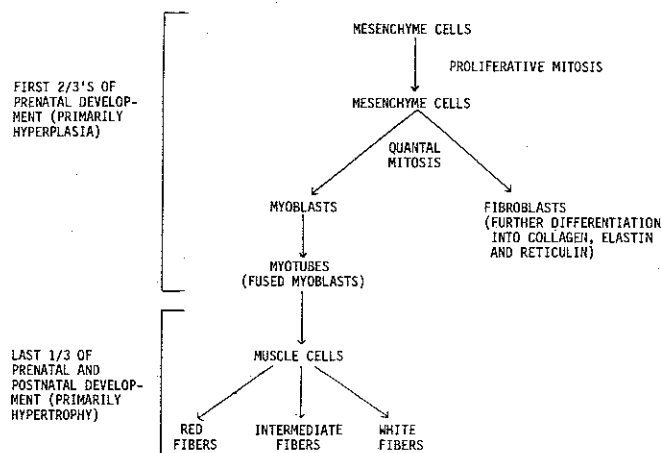 MESENCHYME CELLS
PROLIFERATIVE MITOSIS
FIRST 2/3'S OF
PRENATAL DEVELOP-
MENT (PRIMARILY
HYPERPLASIA)
MESENCHYME CELLS
QUANTAL
MITOSIS
MYOBLASTS
FIBROBLASTS
(FURTHER DIFFERENTIATION
INTO COLLAGEN, ELASTIN
AND RETICULIN)
MYOTUBES
(FUSED MYOBLASTS)
LAST 1/3 OF
PRENATAL AND
POSTNATAL DEVELOP-
MENT (PRIMARILY
HYPERTROPHY)
MUSCLE CELLS
RED
FIBERS
INTERMEDIATE
FIBERS
WHITE
FIBERS